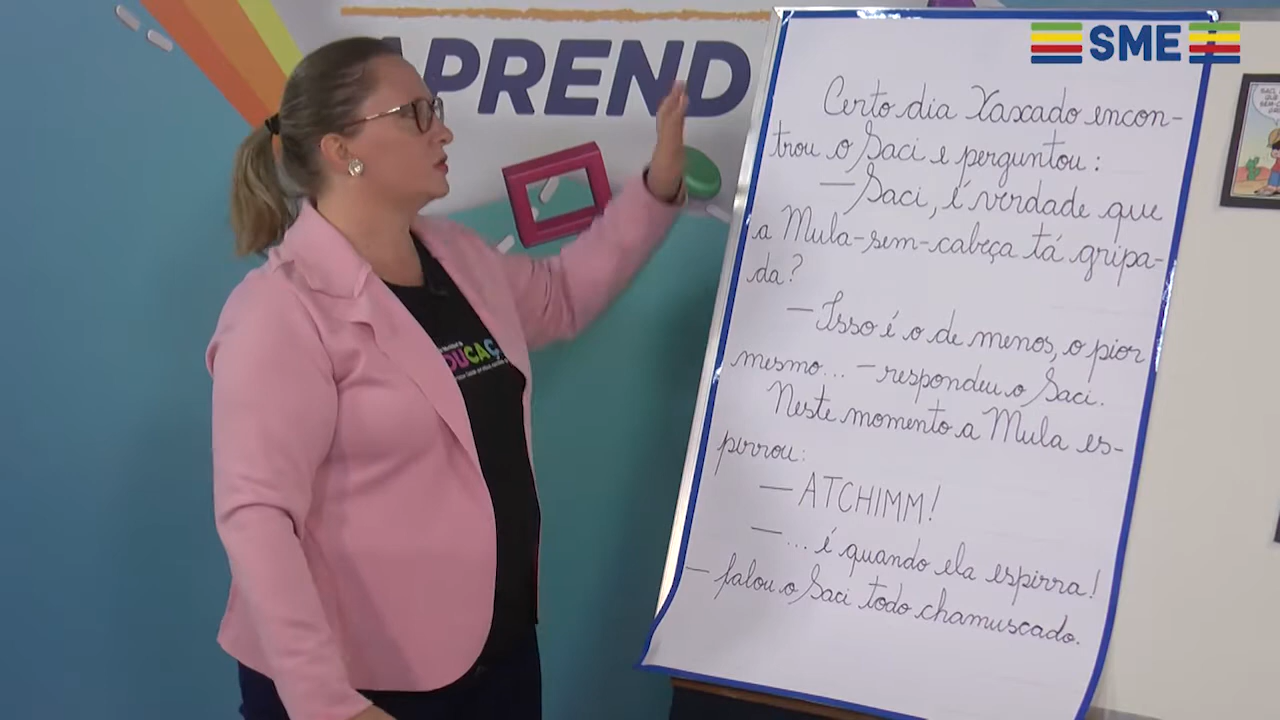 APREND
SME
EDUCAÇ
Certo dia Xaxado encon-
trou o Saci e perguntou:
— Saci, é verdade que
a Mula-sem-cabeça tá gripa-
da?
— Isso é o de menos, o pior
mesmo... — respondeu o Saci.
Neste momento a Mula es-
pirrou:
— ATCHIMM!
— ... é quando ela espirra!
— falou o Saci todo chamuscado.